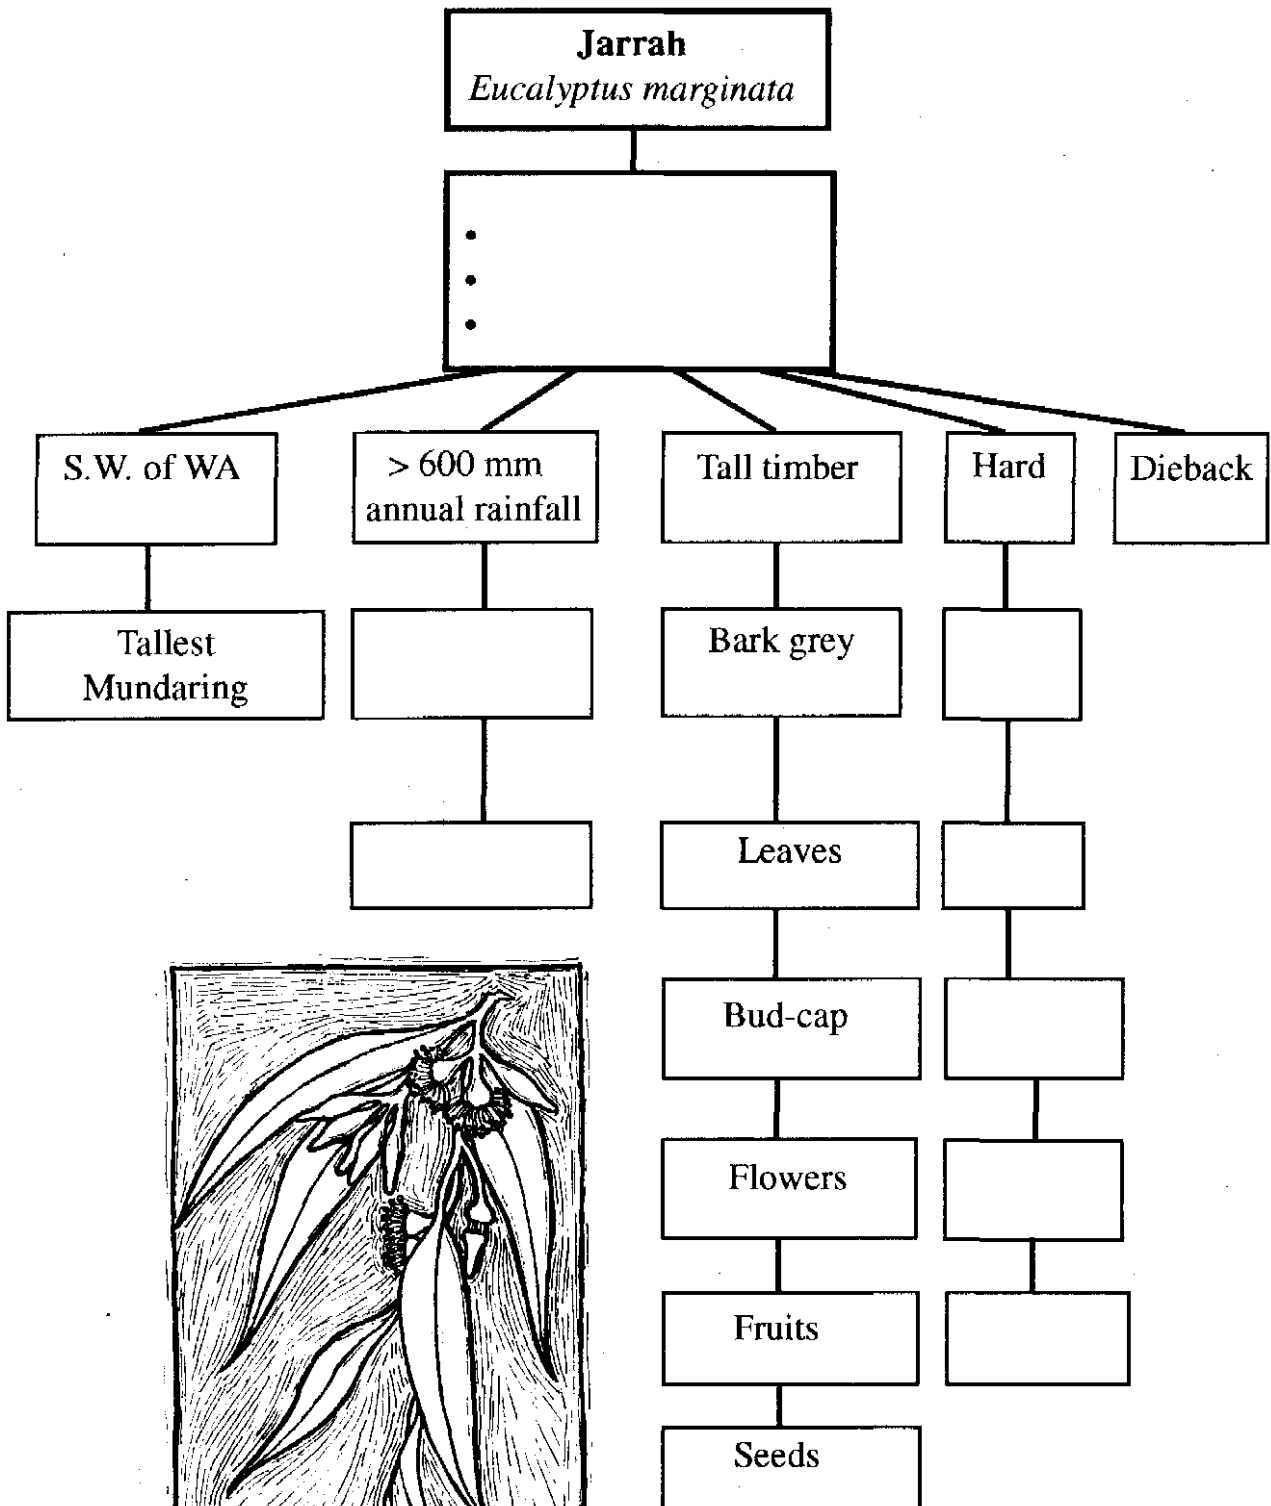 Jarrah
Eucalyptus marginata
•
•
•
S.W. of WA
> 600 mm
annual rainfall
Tall timber
Hard
Dieback
Tallest
Mundaring
Bark grey
Leaves
Bud-cap
Flowers
Fruits
Seeds